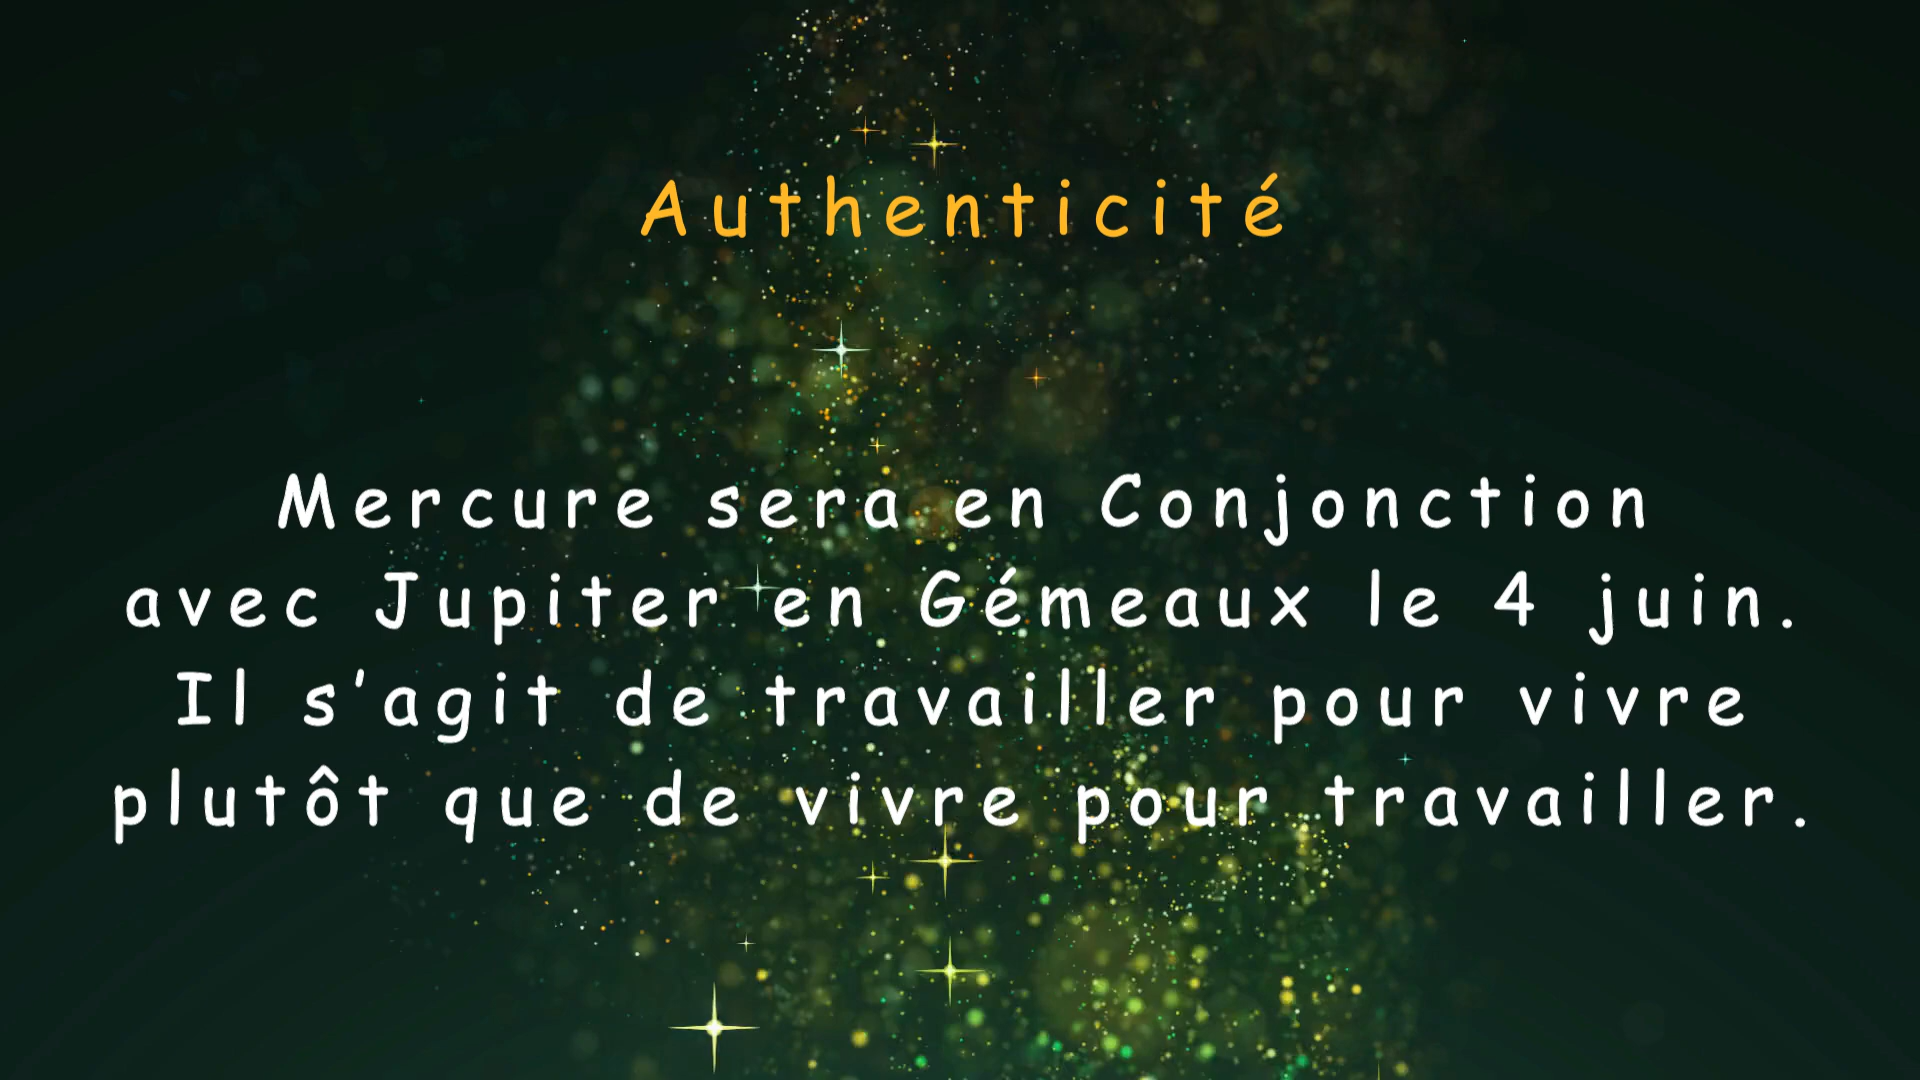 Authenticité
Mercure sera en Conjonction
avec Jupiter en Gémeaux le 4 juin.
Il s'agit de travailler pour vivre
plutôt que de vivre pour travailler.